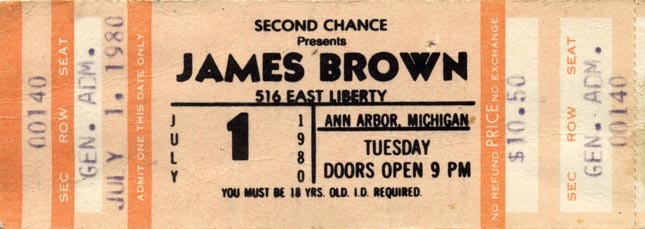 00140
SEC ROW SEAT
GEN. ADM.
JULY 1, 1980
ADMIT ONE THIS DATE ONLY
SECOND CHANCE
Presents
JAMES BROWN
516 EAST LIBERTY
JULY
1
1980
ANN ARBOR, MICHIGAN
TUESDAY
DOORS OPEN 9 PM
YOU MUST BE 18 YRS. OLD. I.D. REQUIRED.
NO REFUND PRICE NO EXCHANGE
$10.50
SEC ROW SEAT
GEN. ADM.
00140